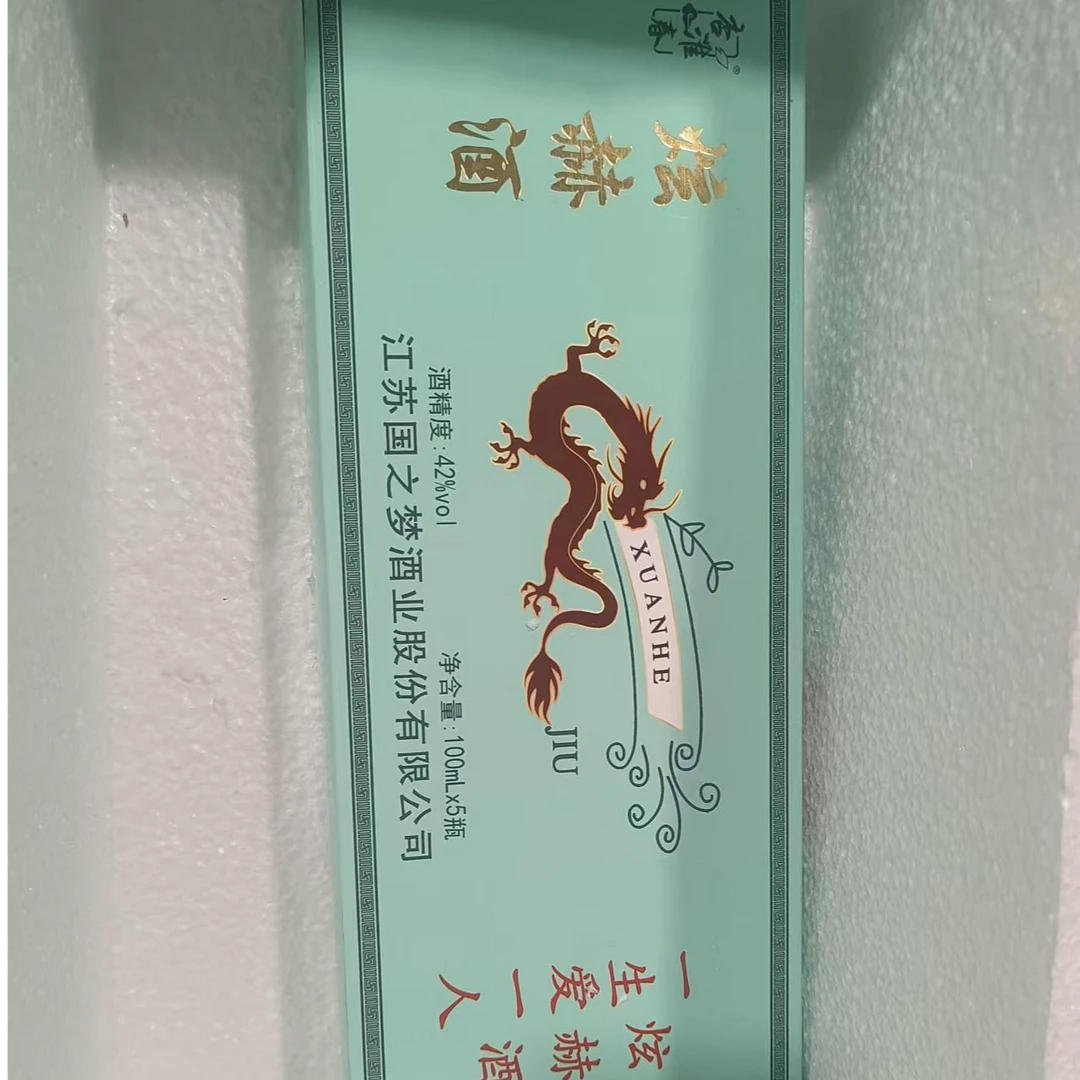 炫赫酒
XUANHE
JIU
酒精度:42%vol
净含量:100mLx5瓶
江苏国之梦酒业股份有限公司
炫赫酒
一生爱一人